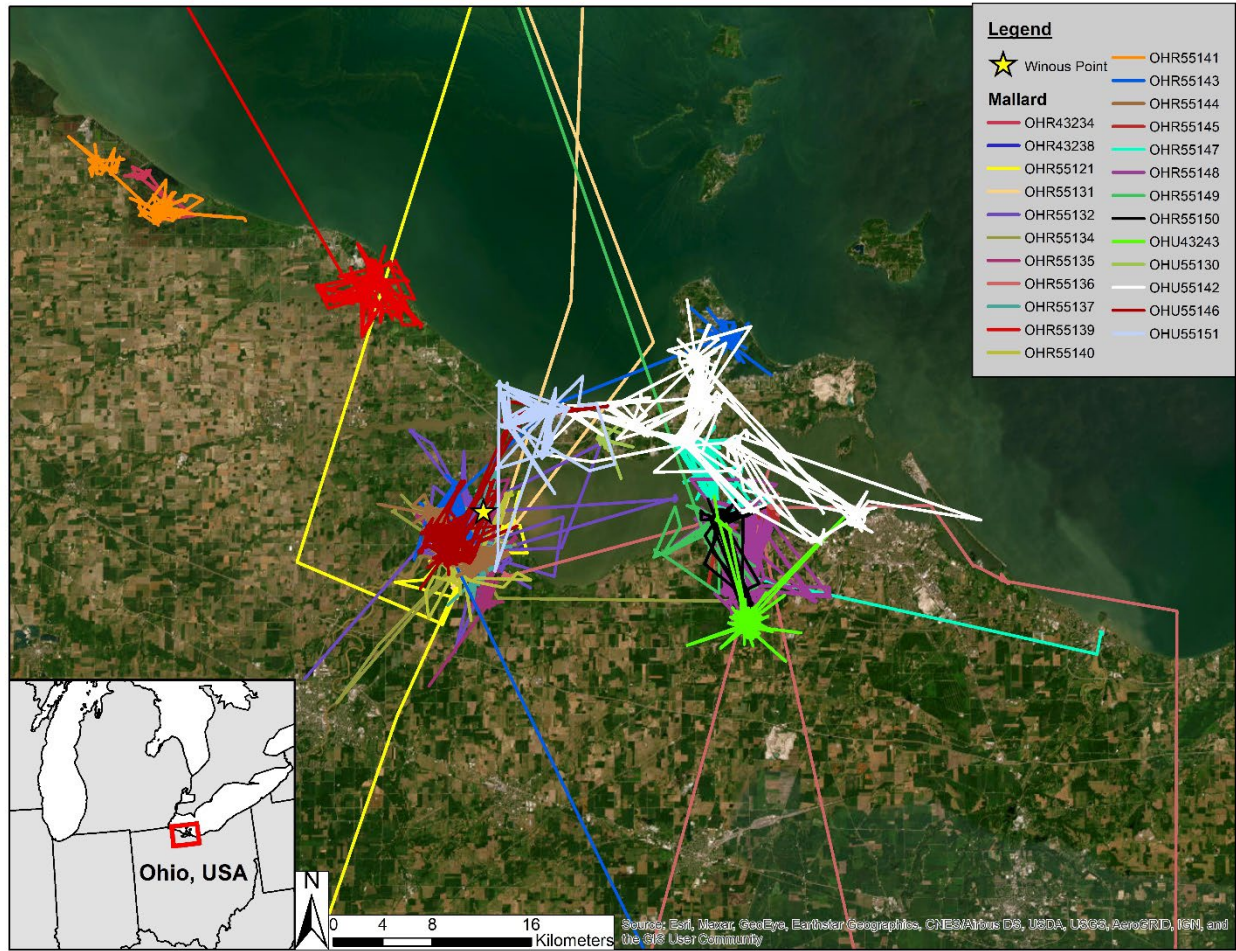 Legend
Winous Point
Mallard
OHR43234
OHR43238
OHR55121
OHR55131
OHR55132
OHR55134
OHR55135
OHR55136
OHR55137
OHR55139
OHR55140
OHR55141
OHR55143
OHR55144
OHR55145
OHR55147
OHR55148
OHR55149
OHR55150
OHU43243
OHU55130
OHU55142
OHU55146
OHU55151
Ohio, USA
N
0 4 8 16
Kilometers
Source: Esri, Maxar, GeoEye, Earthstar Geographics, CNES/Airbus DS, USDA, USGS, AeroGRID, IGN, and
the GIS User Community